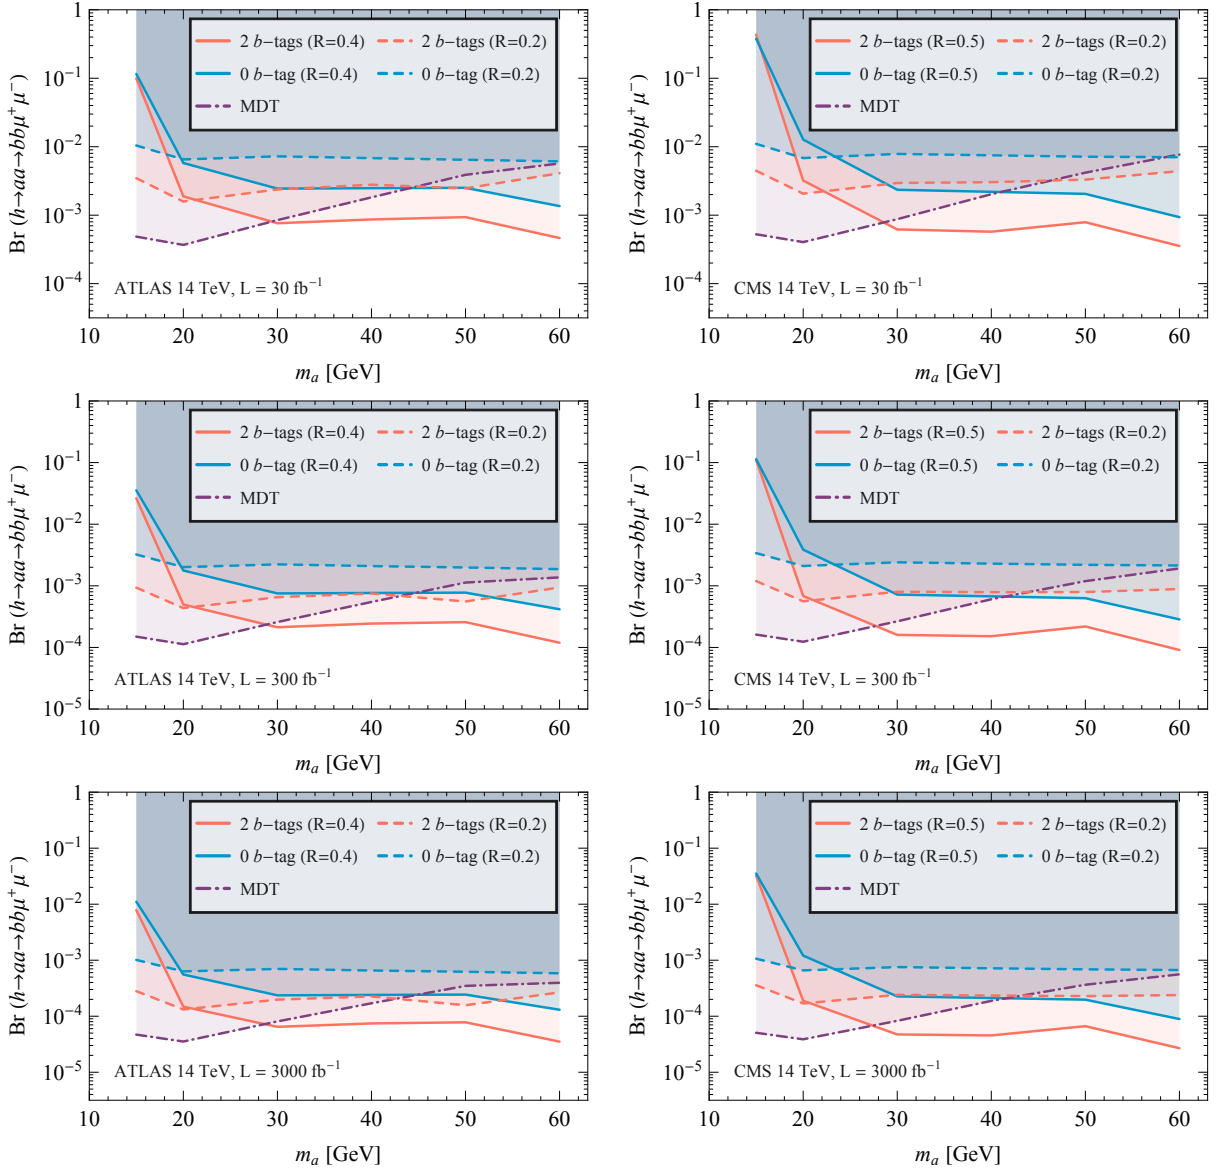 1
10⁻¹
10⁻²
10⁻³
10⁻⁴
Br (h→aa→bbμ⁺μ⁻)
2 b−tags (R=0.4) 2 b−tags (R=0.2)
0 b−tag (R=0.4) 0 b−tag (R=0.2)
MDT
ATLAS 14 TeV, L = 30 fb⁻¹
10 20 30 40 50 60
mₐ [GeV]
1
10⁻¹
10⁻²
10⁻³
10⁻⁴
Br (h→aa→bbμ⁺μ⁻)
2 b−tags (R=0.5) 2 b−tags (R=0.2)
0 b−tag (R=0.5) 0 b−tag (R=0.2)
MDT
CMS 14 TeV, L = 30 fb⁻¹
10 20 30 40 50 60
mₐ [GeV]
1
10⁻¹
10⁻²
10⁻³
10⁻⁴
10⁻⁵
Br (h→aa→bbμ⁺μ⁻)
2 b−tags (R=0.4) 2 b−tags (R=0.2)
0 b−tag (R=0.4) 0 b−tag (R=0.2)
MDT
ATLAS 14 TeV, L = 300 fb⁻¹
10 20 30 40 50 60
mₐ [GeV]
1
10⁻¹
10⁻²
10⁻³
10⁻⁴
10⁻⁵
Br (h→aa→bbμ⁺μ⁻)
2 b−tags (R=0.5) 2 b−tags (R=0.2)
0 b−tag (R=0.5) 0 b−tag (R=0.2)
MDT
CMS 14 TeV, L = 300 fb⁻¹
10 20 30 40 50 60
mₐ [GeV]
1
10⁻¹
10⁻²
10⁻³
10⁻⁴
10⁻⁵
Br (h→aa→bbμ⁺μ⁻)
2 b−tags (R=0.4) 2 b−tags (R=0.2)
0 b−tag (R=0.4) 0 b−tag (R=0.2)
MDT
ATLAS 14 TeV, L = 3000 fb⁻¹
10 20 30 40 50 60
mₐ [GeV]
1
10⁻¹
10⁻²
10⁻³
10⁻⁴
10⁻⁵
Br (h→aa→bbμ⁺μ⁻)
2 b−tags (R=0.5) 2 b−tags (R=0.2)
0 b−tag (R=0.5) 0 b−tag (R=0.2)
MDT
CMS 14 TeV, L = 3000 fb⁻¹
10 20 30 40 50 60
mₐ [GeV]